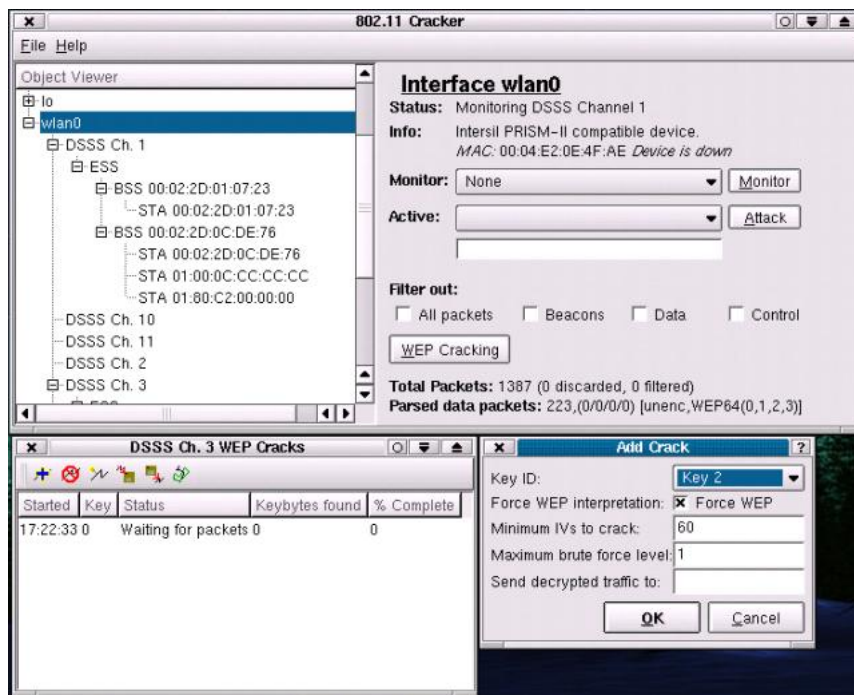 802.11 Cracker
File Help
Object Viewer
lo
wlan0
DSSS Ch. 1
ESS
BSS 00:02:2D:01:07:23
STA 00:02:2D:01:07:23
BSS 00:02:2D:0C:DE:76
STA 00:02:2D:0C:DE:76
STA 01:00:0C:CC:CC:CC
STA 01:80:C2:00:00:00
DSSS Ch. 10
DSSS Ch. 11
DSSS Ch. 2
DSSS Ch. 3
ESS
Interface wlan0
Status: Monitoring DSSS Channel 1
Info: Intersil PRISM-II compatible device.
MAC: 00:04:E2:0E:4F:AE Device is down
Monitor: None Monitor
Active: Attack
Filter out:
All packets Beacons Data Control
WEP Cracking
Total Packets: 1387 (0 discarded, 0 filtered)
Parsed data packets: 223,(0/0/0/0) [unenc,WEP64(0,1,2,3)]
DSSS Ch. 3 WEP Cracks
Started Key Status Keybytes found % Complete
17:22:33 0 Waiting for packets 0 0
Add Crack ?
Key ID: Key 2
Force WEP interpretation: Force WEP
Minimum IVs to crack: 60
Maximum brute force level: 1
Send decrypted traffic to:
OK Cancel